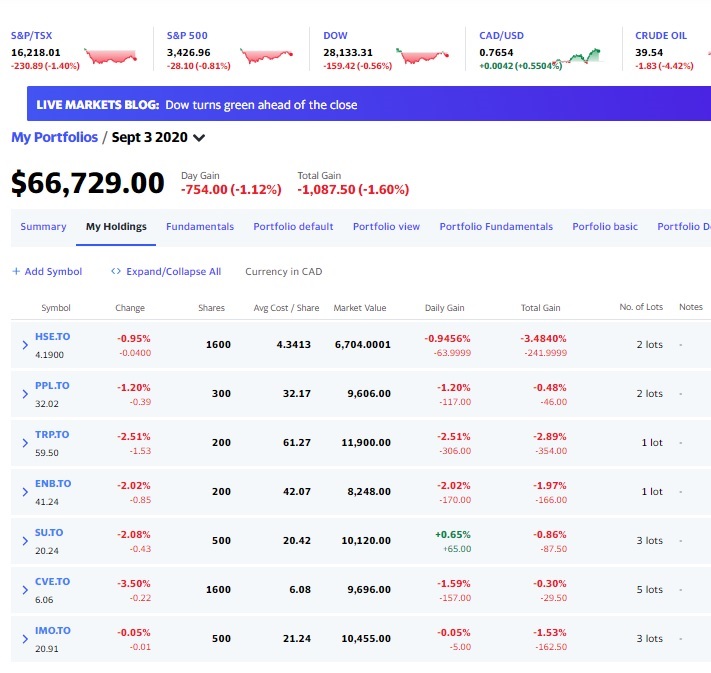 S&P/TSX S&P 500 DOW CAD/USD CRUDE OIL
16,218.01 3,426.96 28,133.31 0.7654 39.54
-230.89 (-1.40%) -28.10 (-0.81%) -159.42 (-0.56%) +0.0042 (+0.5504%) -1.83 (-4.42%)
LIVE MARKETS BLOG: Dow turns green ahead of the close
My Portfolios / Sept 3 2020
$66,729.00 Day Gain Total Gain
-754.00 (-1.12%) -1,087.50 (-1.60%)
Summary My Holdings Fundamentals Portfolio default Portfolio view Portfolio Fundamentals Porfolio basic Portfolio D
+ Add Symbol <> Expand/Collapse All Currency in CAD
Symbol Change Shares Avg Cost / Share Market Value Daily Gain Total Gain No. of Lots Notes
HSE.TO -0.95% 1600 4.3413 6,704.0001 -0.9456% -3.4840% 2 lots -
4.1900 -0.0400 -63.9999 -241.9999
PPL.TO -1.20% 300 32.17 9,606.00 -1.20% -0.48% 2 lots -
32.02 -0.39 -117.00 -46.00
TRP.TO -2.51% 200 61.27 11,900.00 -2.51% -2.89% 1 lot -
59.50 -1.53 -306.00 -354.00
ENB.TO -2.02% 200 42.07 8,248.00 -2.02% -1.97% 1 lot -
41.24 -0.85 -170.00 -166.00
SU.TO -2.08% 500 20.42 10,120.00 +0.65% -0.86% 3 lots -
20.24 -0.43 +65.00 -87.50
CVE.TO -3.50% 1600 6.08 9,696.00 -1.59% -0.30% 5 lots -
6.06 -0.22 -157.00 -29.50
IMO.TO -0.05% 500 21.24 10,455.00 -0.05% -1.53% 3 lots -
20.91 -0.01 -5.00 -162.50